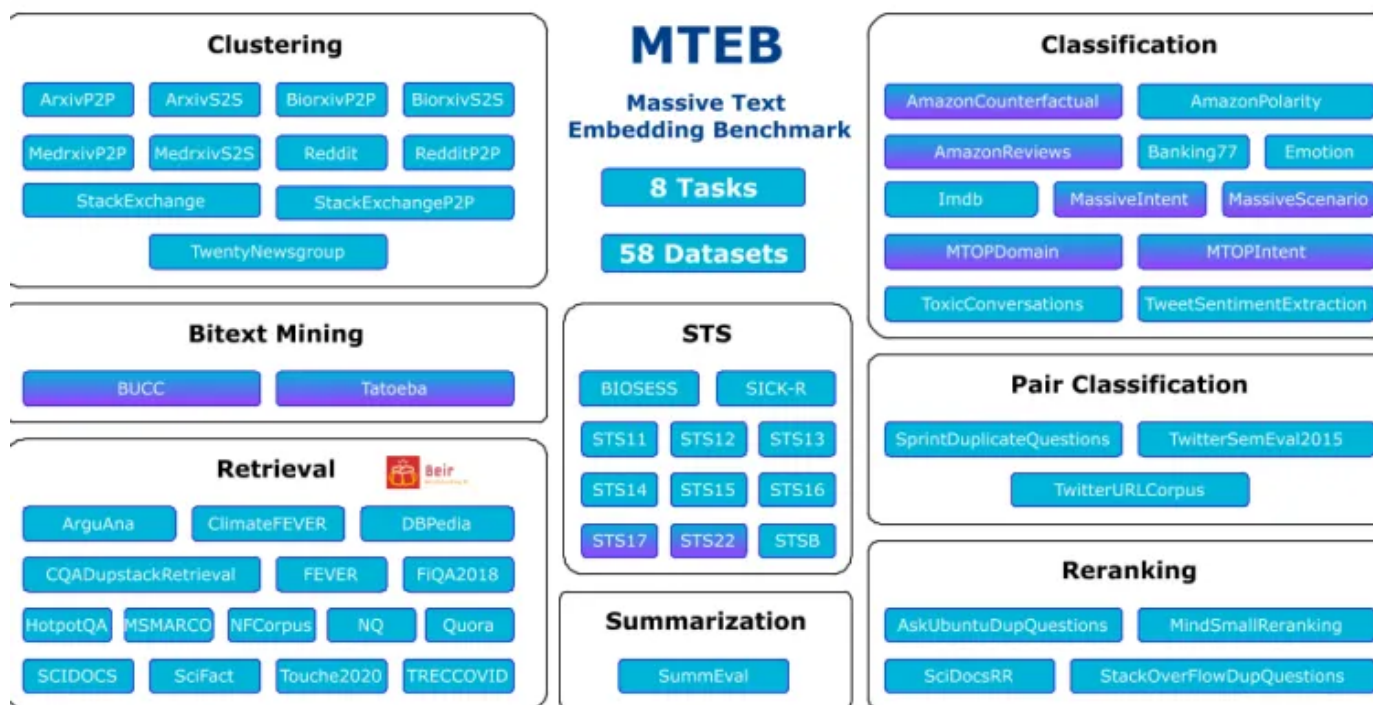 MTEB
Massive Text
Embedding Benchmark
8 Tasks
58 Datasets
Clustering
ArxivP2P ArxivS2S BiorxivP2P BiorxivS2S
MedrxivP2P MedrxivS2S Reddit RedditP2P
StackExchange StackExchangeP2P
TwentyNewsgroup
Bitext Mining
BUCC Tatoeba
Retrieval Beir
ArguAna ClimateFEVER DBPedia
CQADupstackRetrieval FEVER FiQA2018
HotpotQA MSMARCO NFCorpus NQ Quora
SCIDOCS SciFact Touche2020 TRECCOVID
STS
BIOSESS SICK-R
STS11 STS12 STS13
STS14 STS15 STS16
STS17 STS22 STSB
Summarization
SummEval
Classification
AmazonCounterfactual AmazonPolarity
AmazonReviews Banking77 Emotion
Imdb MassiveIntent MassiveScenario
MTOPDomain MTOPIntent
ToxicConversations TweetSentimentExtraction
Pair Classification
SprintDuplicateQuestions TwitterSemEval2015
TwitterURLCorpus
Reranking
AskUbuntuDupQuestions MindSmallReranking
SciDocsRR StackOverFlowDupQuestions